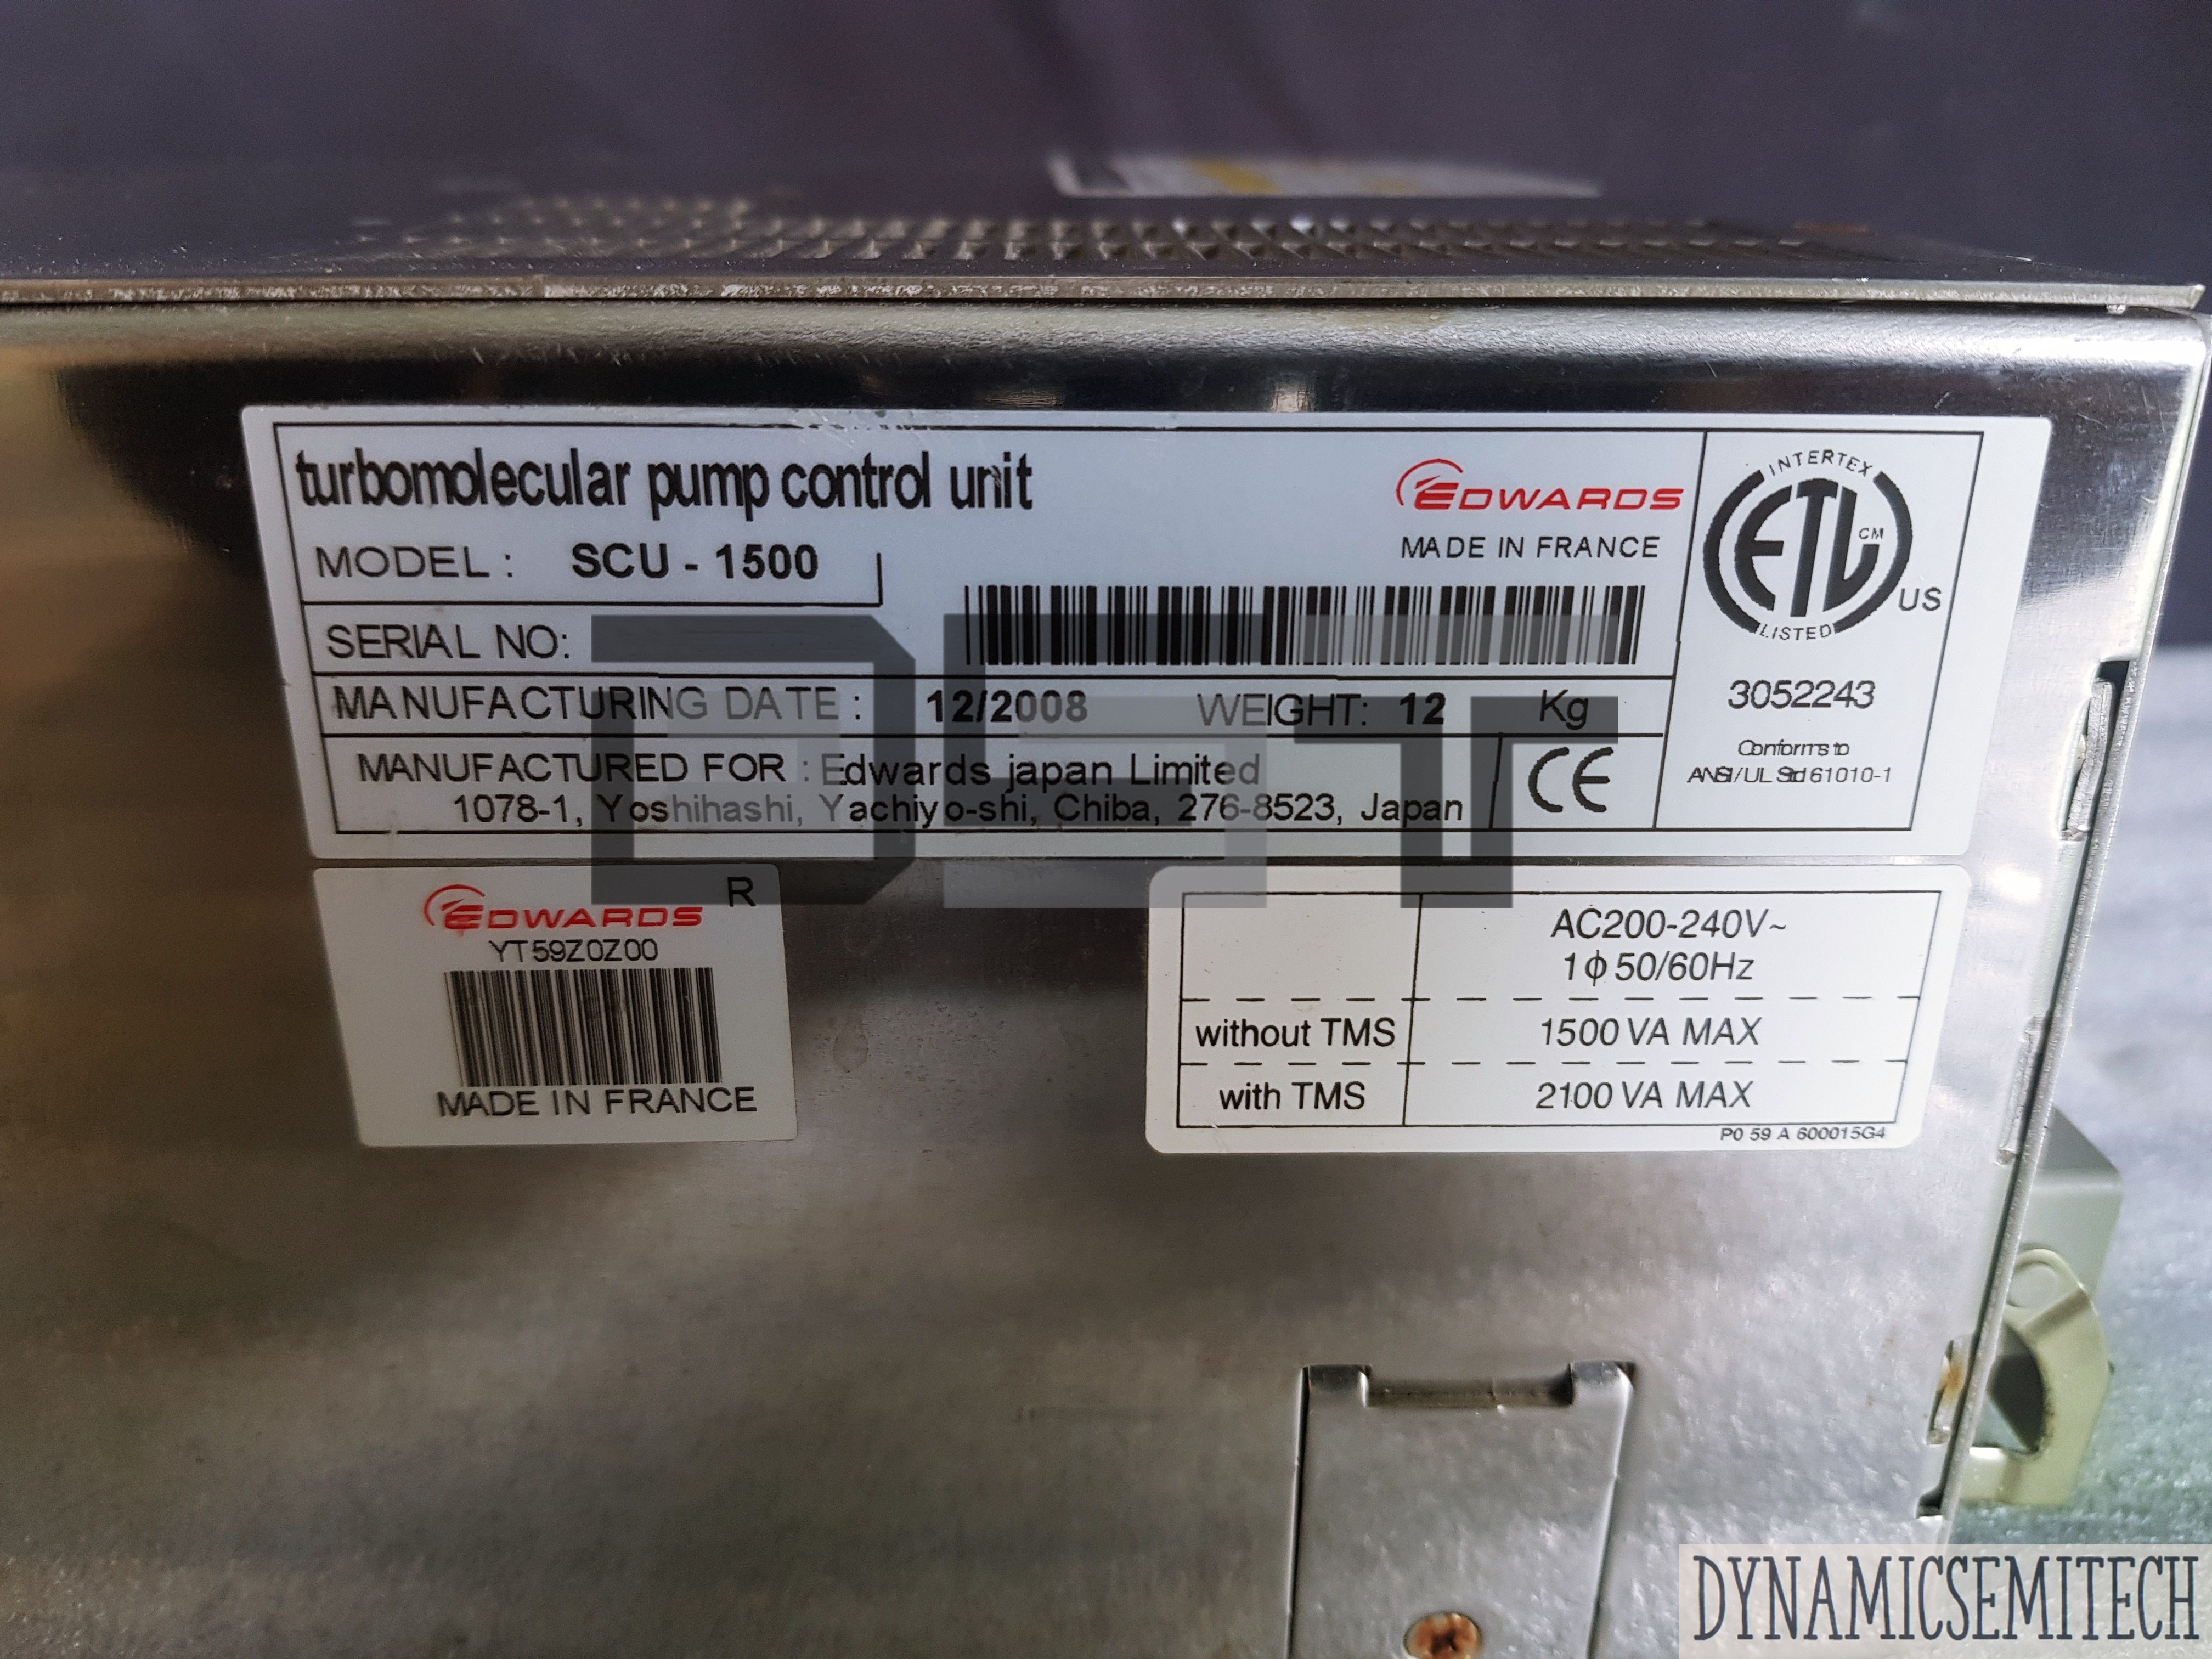 turbomolecular pump control unit
EDWARDS
MADE IN FRANCE
MODEL : SCU - 1500
SERIAL NO:
MANUFACTURING DATE : 12/2008 WEIGHT: 12 Kg
MANUFACTURED FOR : Edwards japan Limited
1078-1, Yoshihashi, Yachiyo-shi, Chiba, 276-8523, Japan
CE
INTERTEX
ETL CM
LISTED
US
3052243
Conforms to
ANSI/UL Std 61010-1
DST
R
EDWARDS
YT59Z0Z00
MADE IN FRANCE
AC200-240V~
1ϕ 50/60Hz
without TMS 1500 VA MAX
with TMS 2100 VA MAX
P0 59 A 600015G4
DYNAMICSEMITECH